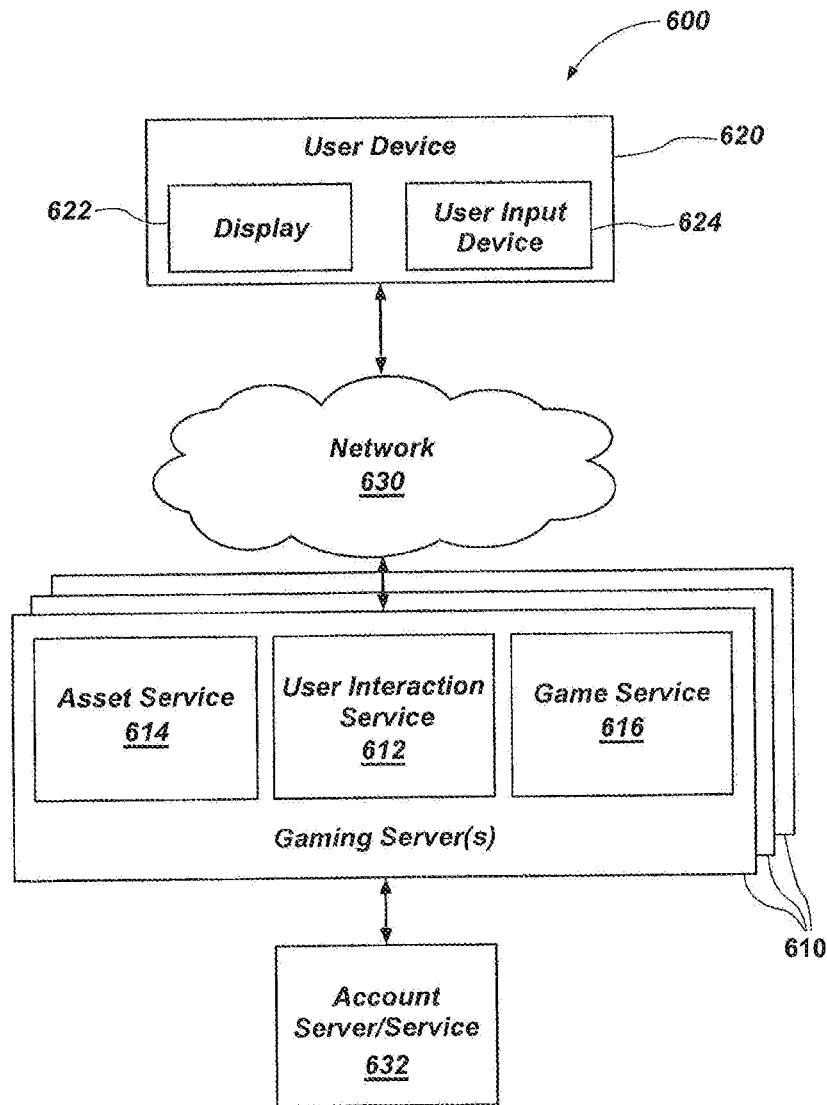 600
User Device
620
622
Display
User Input
Device
624
Network
630
Asset Service
614
User Interaction
Service
612
Game Service
616
Gaming Server(s)
610
Account
Server/Service
632